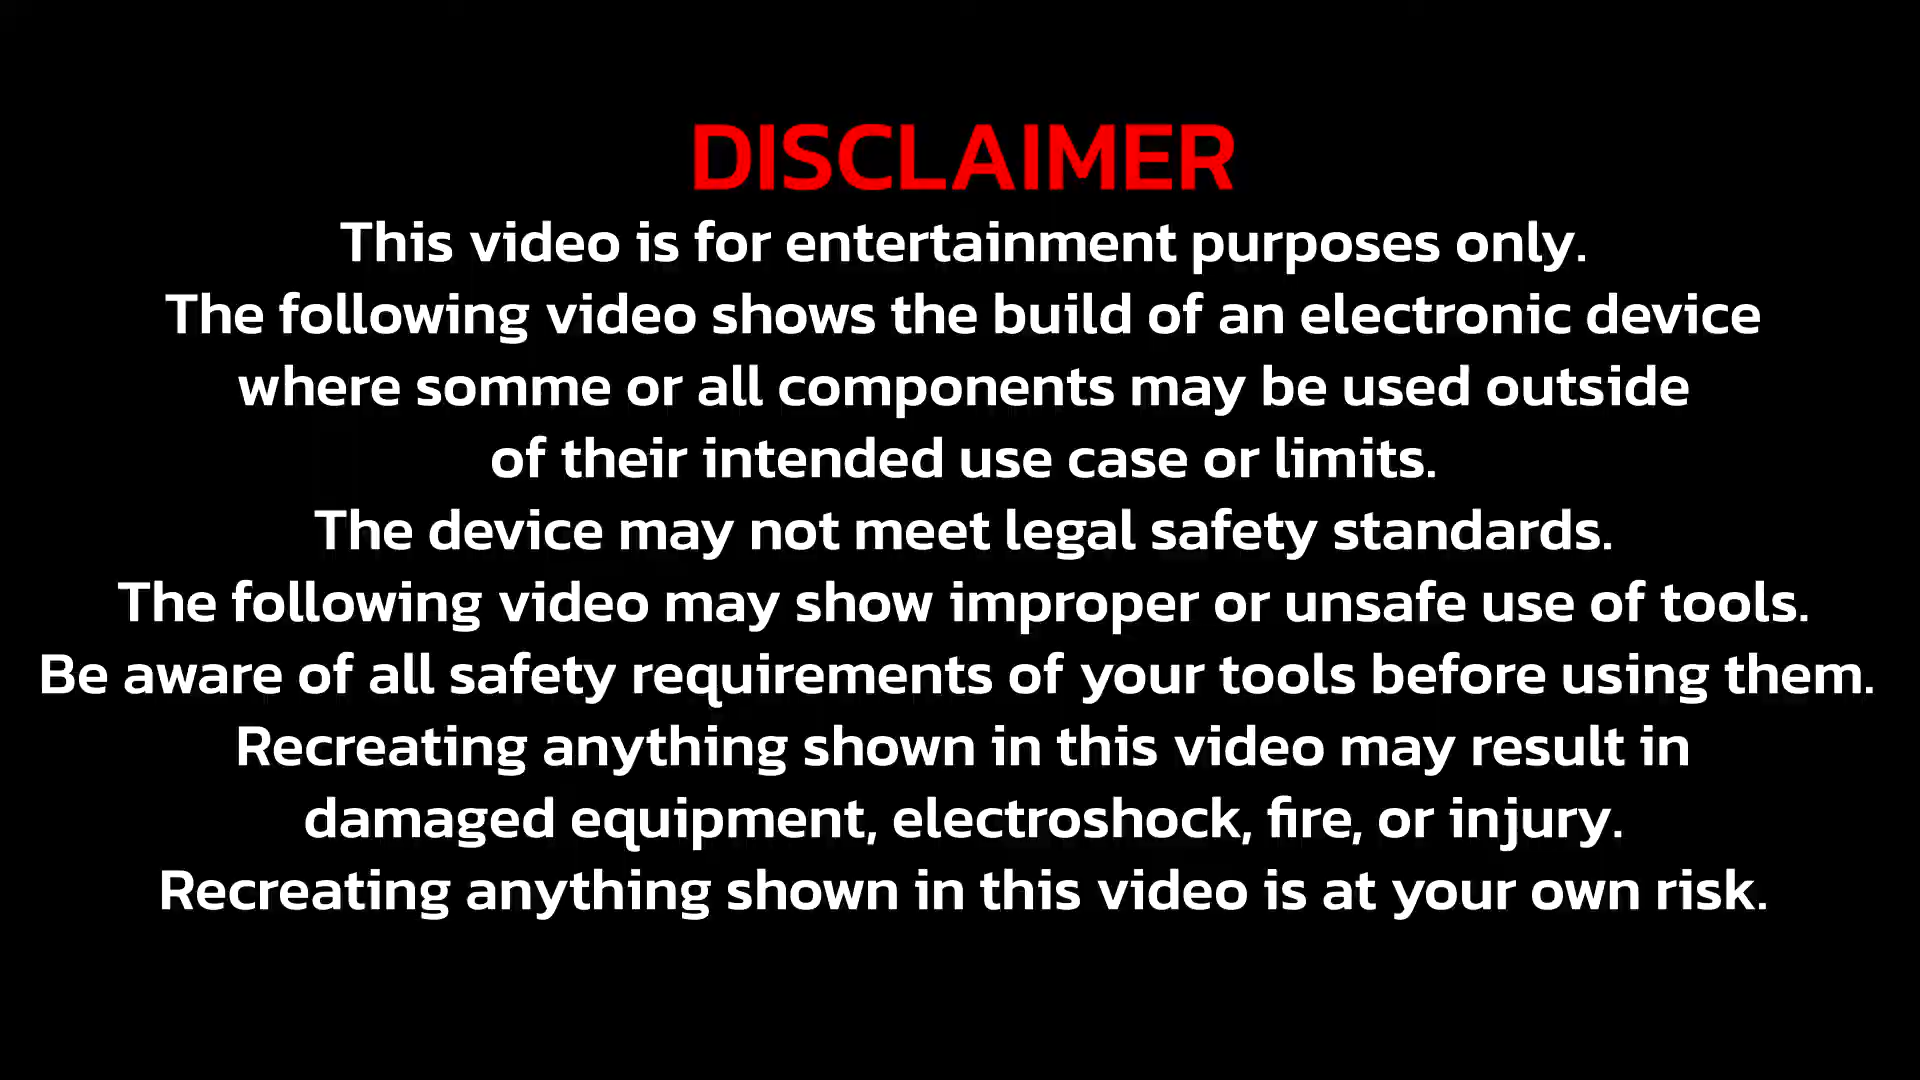 DISCLAIMER
This video is for entertainment purposes only.
The following video shows the build of an electronic device
where somme or all components may be used outside
of their intended use case or limits.
The device may not meet legal safety standards.
The following video may show improper or unsafe use of tools.
Be aware of all safety requirements of your tools before using them.
Recreating anything shown in this video may result in
damaged equipment, electroshock, fire, or injury.
Recreating anything shown in this video is at your own risk.